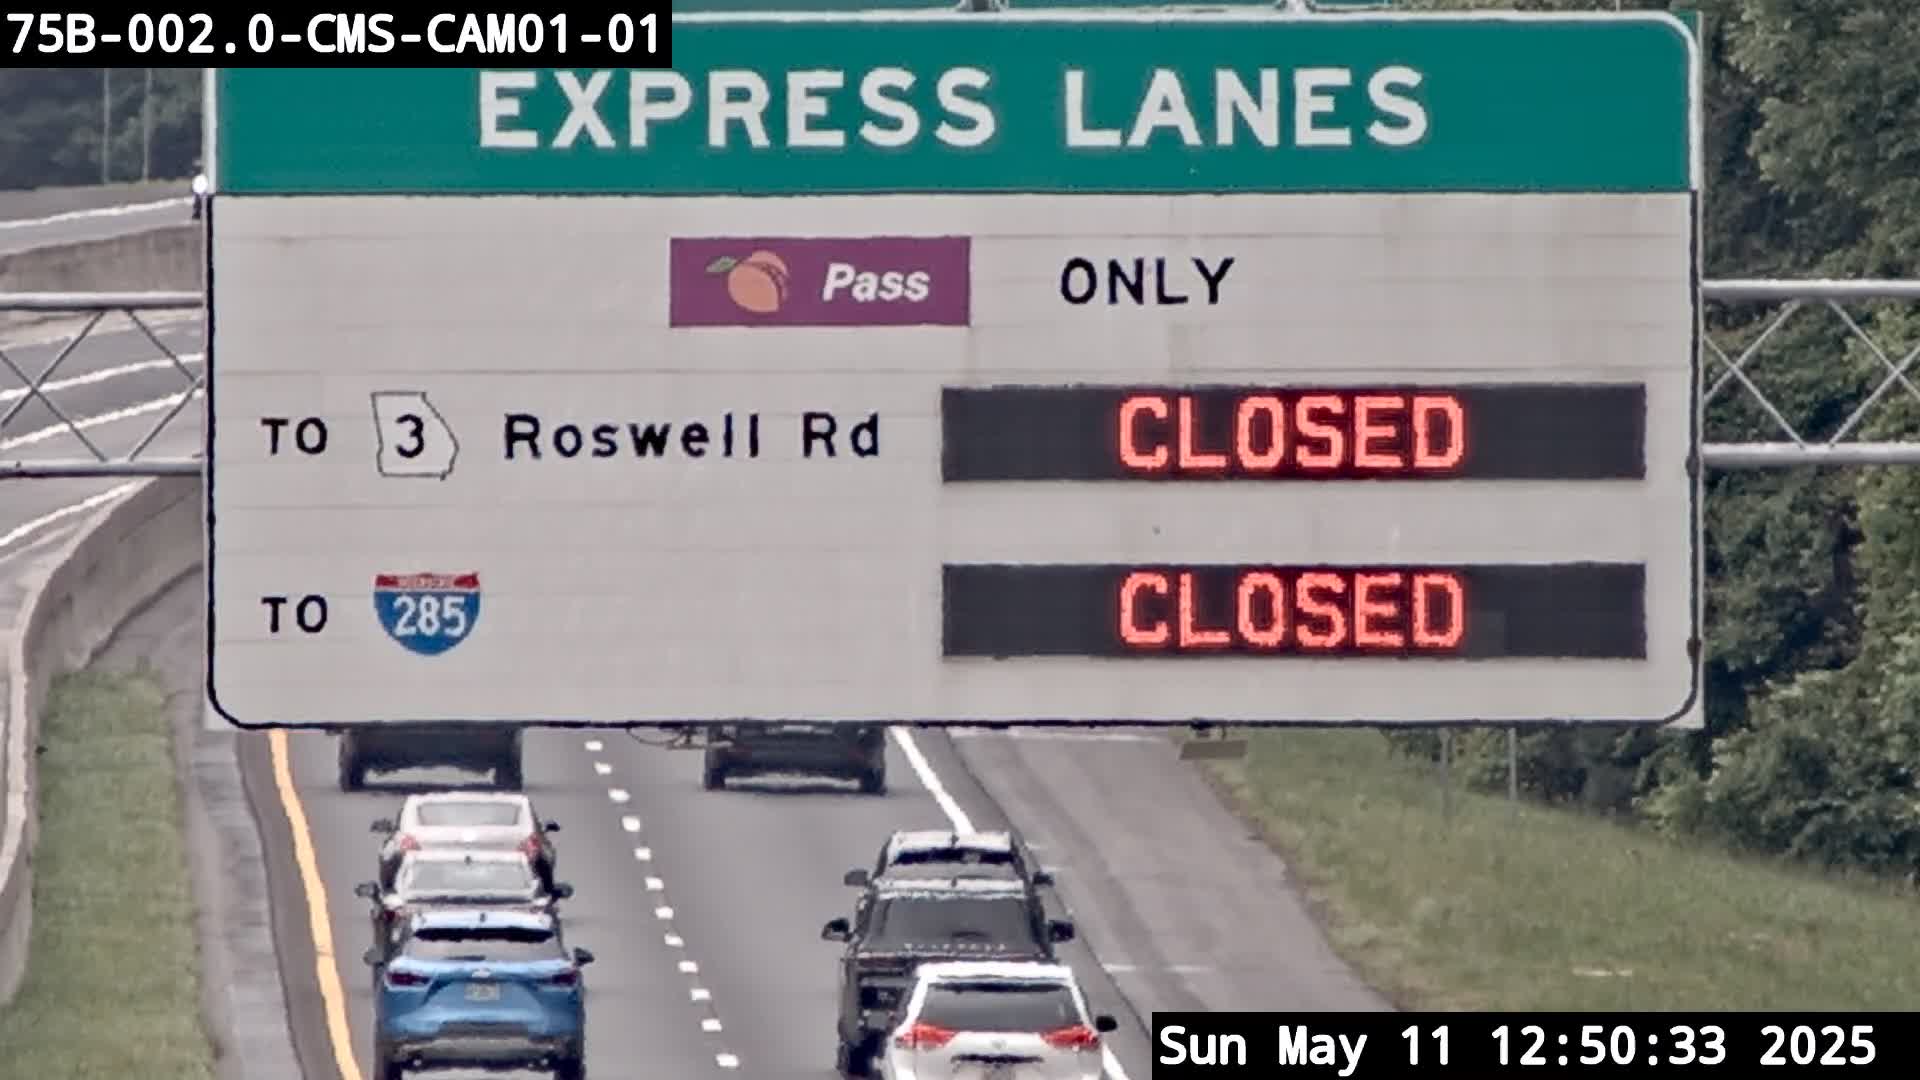 75B-002.0-CMS-CAM01-01
EXPRESS LANES
Pass ONLY
TO 3 Roswell Rd CLOSED
TO 285 CLOSED
Sun May 11 12:50:33 2025